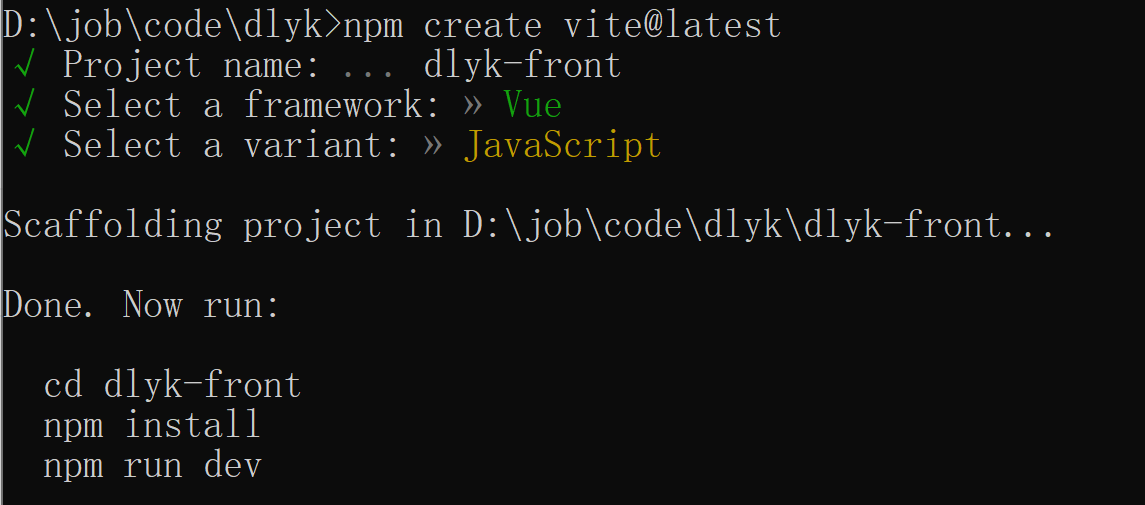 D:\job\code\dlyk>npm create vite@latest
√ Project name: ... dlyk-front
√ Select a framework: » Vue
√ Select a variant: » JavaScript
Scaffolding project in D:\job\code\dlyk\dlyk-front...
Done. Now run:
cd dlyk-front
npm install
npm run dev